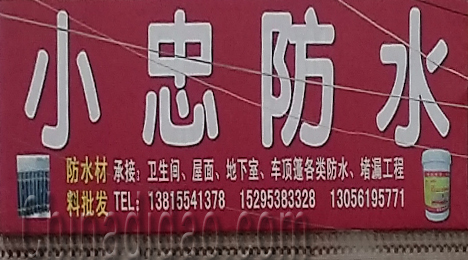 小忠防水
防水材 承接：卫生间、屋面、地下室、车顶篷各类防水、堵漏工程
料批发 TEL：13815541378 15295383328 13056195771